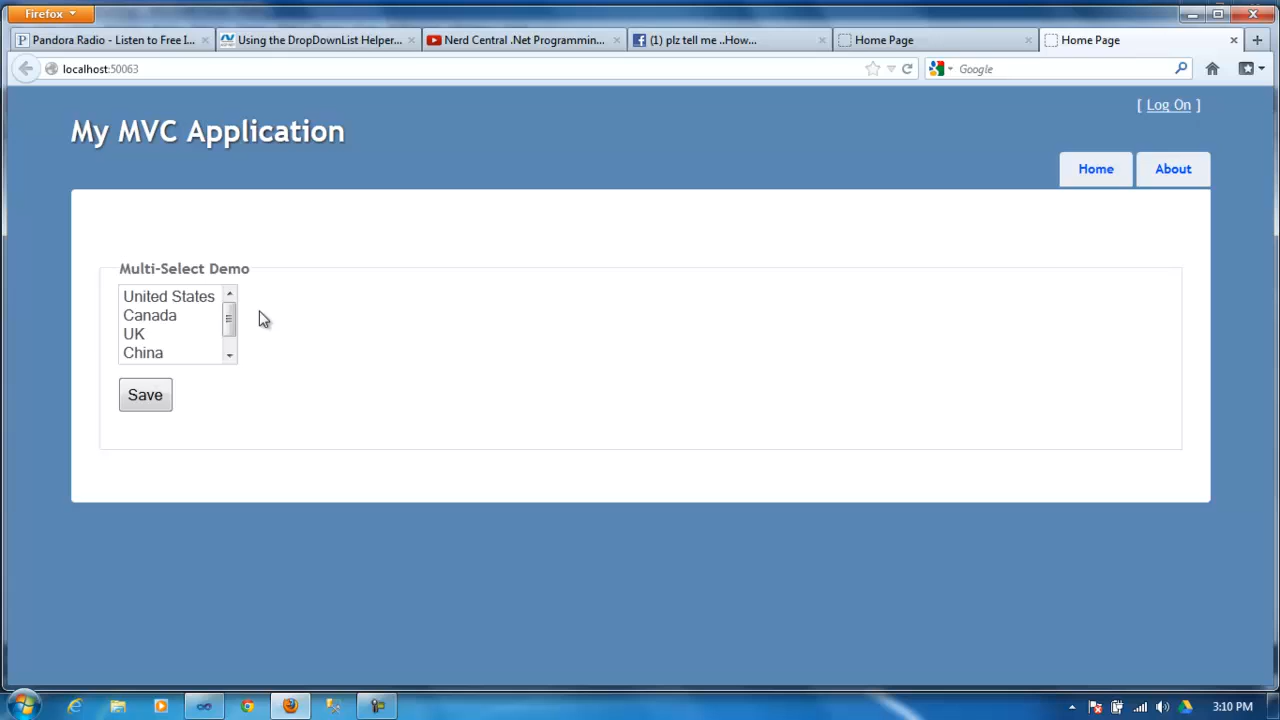 Firefox
Pandora Radio - Listen to Free I...
Using the DropDownList Helper...
Nerd Central .Net Programmin...
(1) plz tell me ..How...
Home Page
Home Page
localhost:50063
Google
[ Log On ]
My MVC Application
Home
About
Multi-Select Demo
United States
Canada
UK
China
Save
3:10 PM